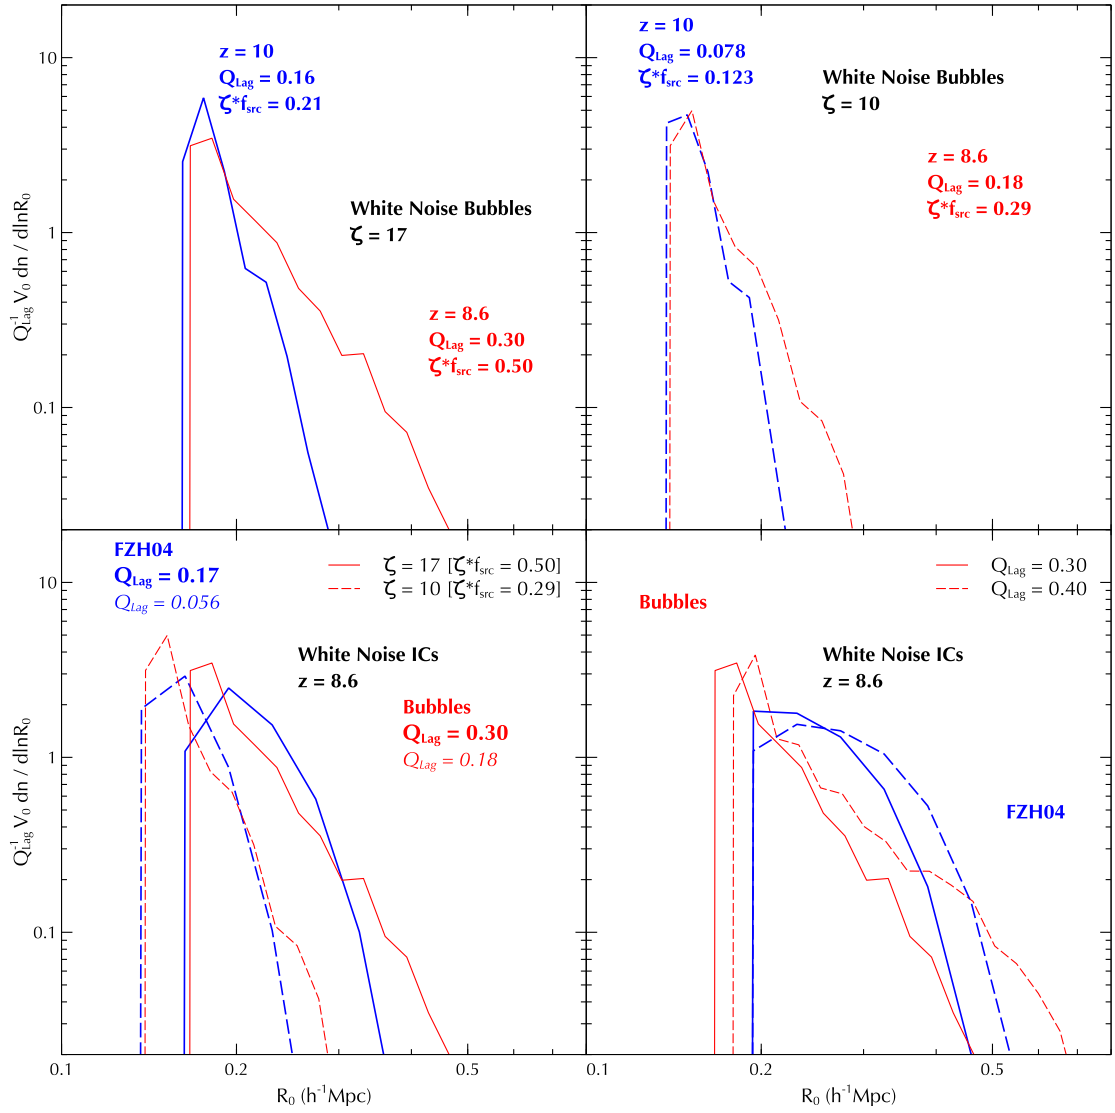 z = 10
Q_Lag = 0.16
ζ*f_src = 0.21
White Noise Bubbles
ζ = 17
z = 8.6
Q_Lag = 0.30
ζ*f_src = 0.50
10
1
0.1
Q_Lag^-1 V_0 dn / dlnR_0
z = 10
Q_Lag = 0.078
ζ*f_src = 0.123
White Noise Bubbles
ζ = 10
z = 8.6
Q_Lag = 0.18
ζ*f_src = 0.29
FZH04
Q_Lag = 0.17
Q_Lag = 0.056
ζ = 17 [ζ*f_src = 0.50]
ζ = 10 [ζ*f_src = 0.29]
White Noise ICs
z = 8.6
Bubbles
Q_Lag = 0.30
Q_Lag = 0.18
10
1
0.1
Q_Lag^-1 V_0 dn / dlnR_0
0.1 0.2 0.5
R_0 (h^-1Mpc)
Q_Lag = 0.30
Q_Lag = 0.40
Bubbles
White Noise ICs
z = 8.6
FZH04
0.1 0.2 0.5
R_0 (h^-1Mpc)